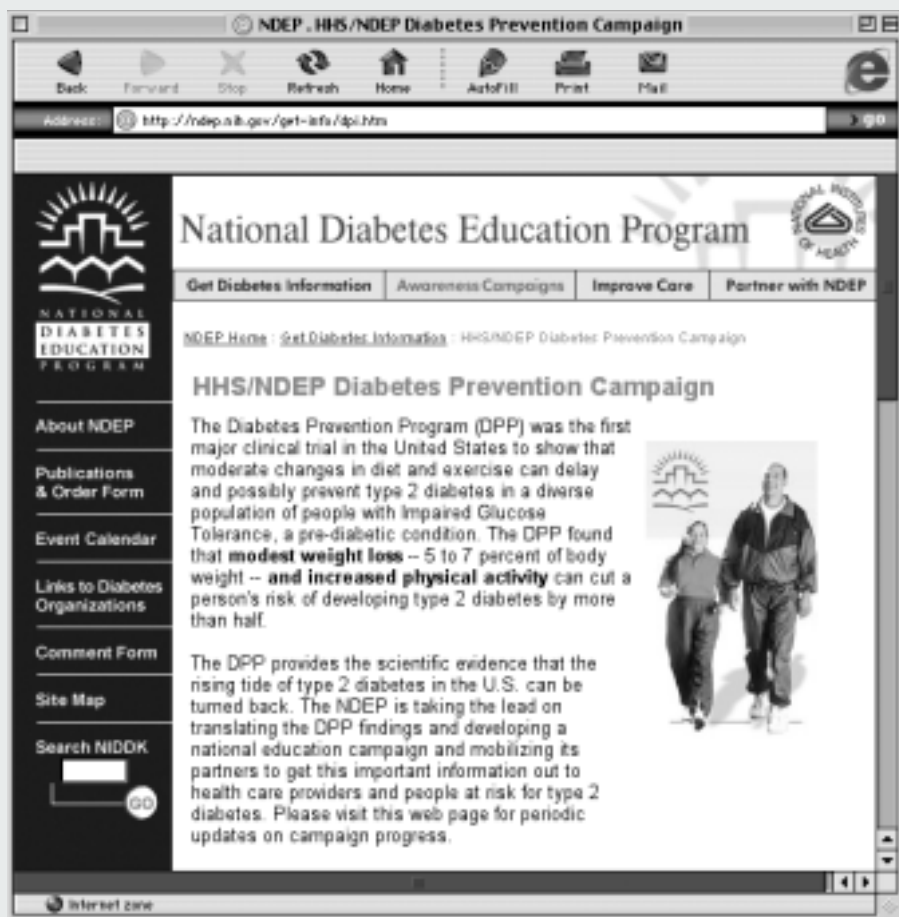 NDEP . HHS/NDEP Diabetes Prevention Campaign
Back Forward Stop Refresh Home AutoFill Print Mail
Address: http://ndep.nih.gov/get-info/dpi.htm go
National Diabetes Education Program
NATIONAL INSTITUTES OF HEALTH
Get Diabetes Information Awareness Campaigns Improve Care Partner with NDEP
NATIONAL
DIABETES
EDUCATION
PROGRAM
NDEP Home : Get Diabetes Information : HHS/NDEP Diabetes Prevention Campaign
About NDEP
Publications
& Order Form
Event Calendar
Links to Diabetes
Organizations
Comment Form
Site Map
Search NIDDK
GO
HHS/NDEP Diabetes Prevention Campaign
The Diabetes Prevention Program (DPP) was the first
major clinical trial in the United States to show that
moderate changes in diet and exercise can delay
and possibly prevent type 2 diabetes in a diverse
population of people with Impaired Glucose
Tolerance, a pre-diabetic condition. The DPP found
that modest weight loss -- 5 to 7 percent of body
weight -- and increased physical activity can cut a
person's risk of developing type 2 diabetes by more
than half.
The DPP provides the scientific evidence that the
rising tide of type 2 diabetes in the U.S. can be
turned back. The NDEP is taking the lead on
translating the DPP findings and developing a
national education campaign and mobilizing its
partners to get this important information out to
health care providers and people at risk for type 2
diabetes. Please visit this web page for periodic
updates on campaign progress.
Internet zone